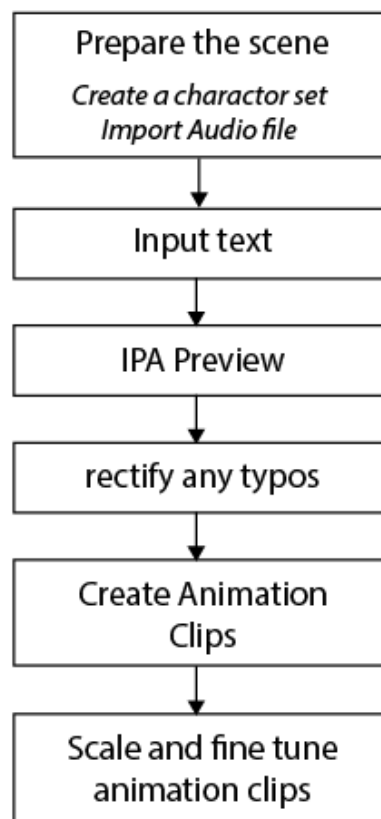 Prepare the scene
Create a charactor set
Import Audio file
Input text
IPA Preview
rectify any typos
Create Animation
Clips
Scale and fine tune
animation clips